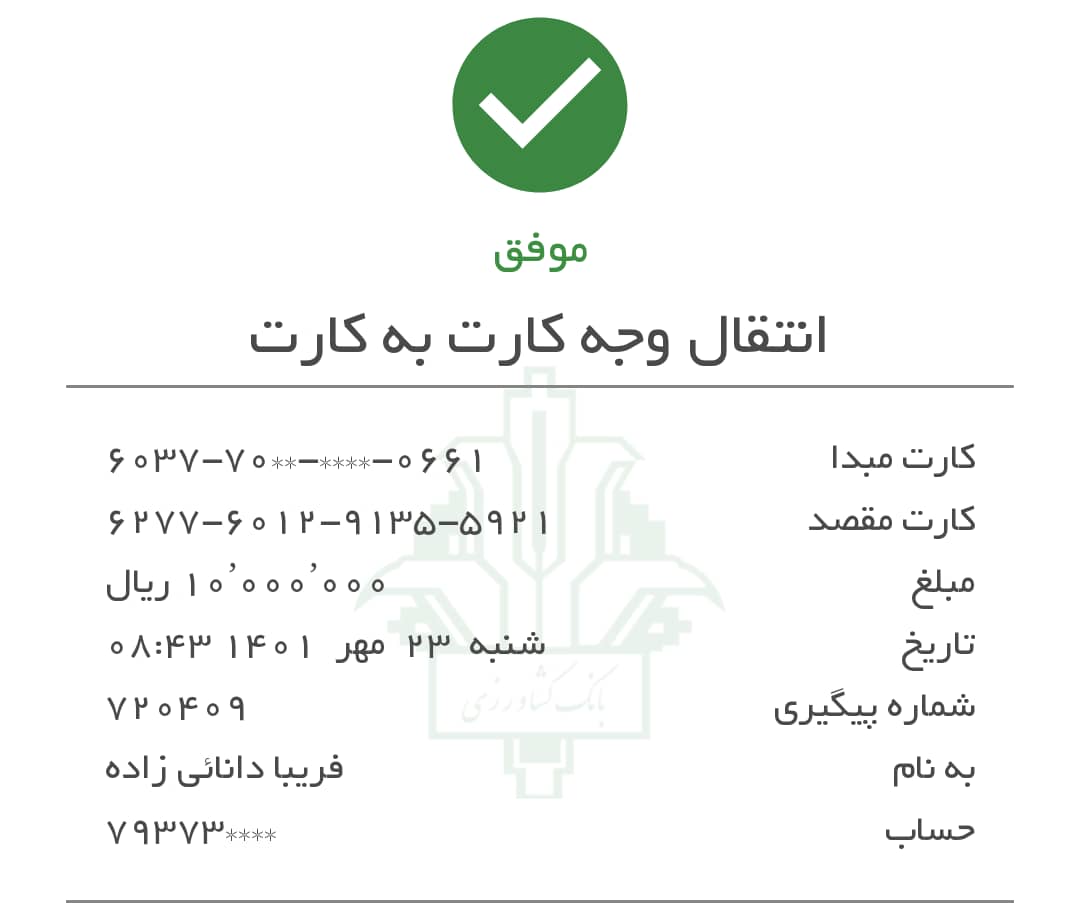 موفق
انتقال وجه کارت به کارت
کارت مبدا ۶۰۳۷-۷۰**-****-۰۶۶۱
کارت مقصد ۶۲۷۷-۶۰۱۲-۹۱۳۵-۵۹۲۱
مبلغ ۱۰٬۰۰۰٬۰۰۰ ریال
تاریخ شنبه ۲۳ مهر ۱۴۰۱ ۰۸:۴۳
شماره پیگیری ۷۲۰۴۰۹
به نام فریبا دانائی زاده
حساب ۷۹۳۷۳****
بانک کشاورزی